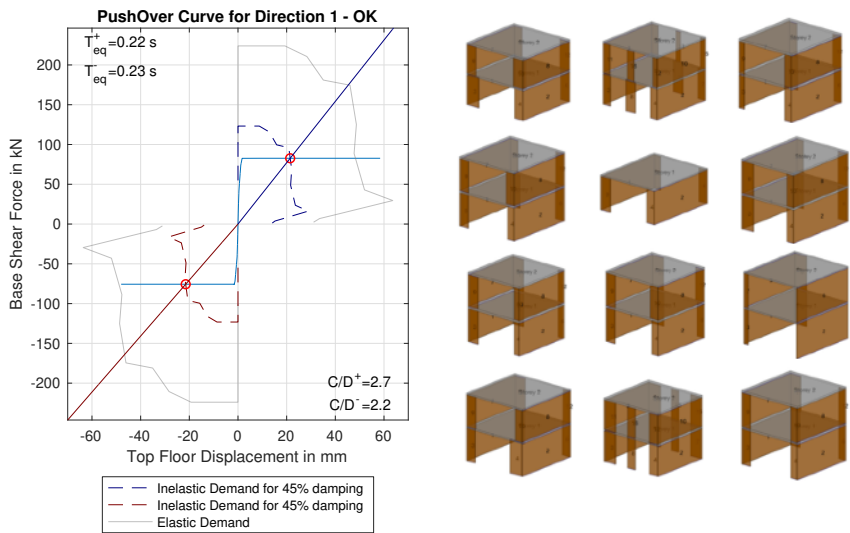 PushOver Curve for Direction 1 - OK
T+eq=0.22 s
T-eq=0.23 s
200
150
100
50
0
-50
-100
-150
-200
Base Shear Force in kN
C/D+=2.7
C/D-=2.2
-60 -40 -20 0 20 40 60
Top Floor Displacement in mm
Inelastic Demand for 45% damping
Inelastic Demand for 45% damping
Elastic Demand